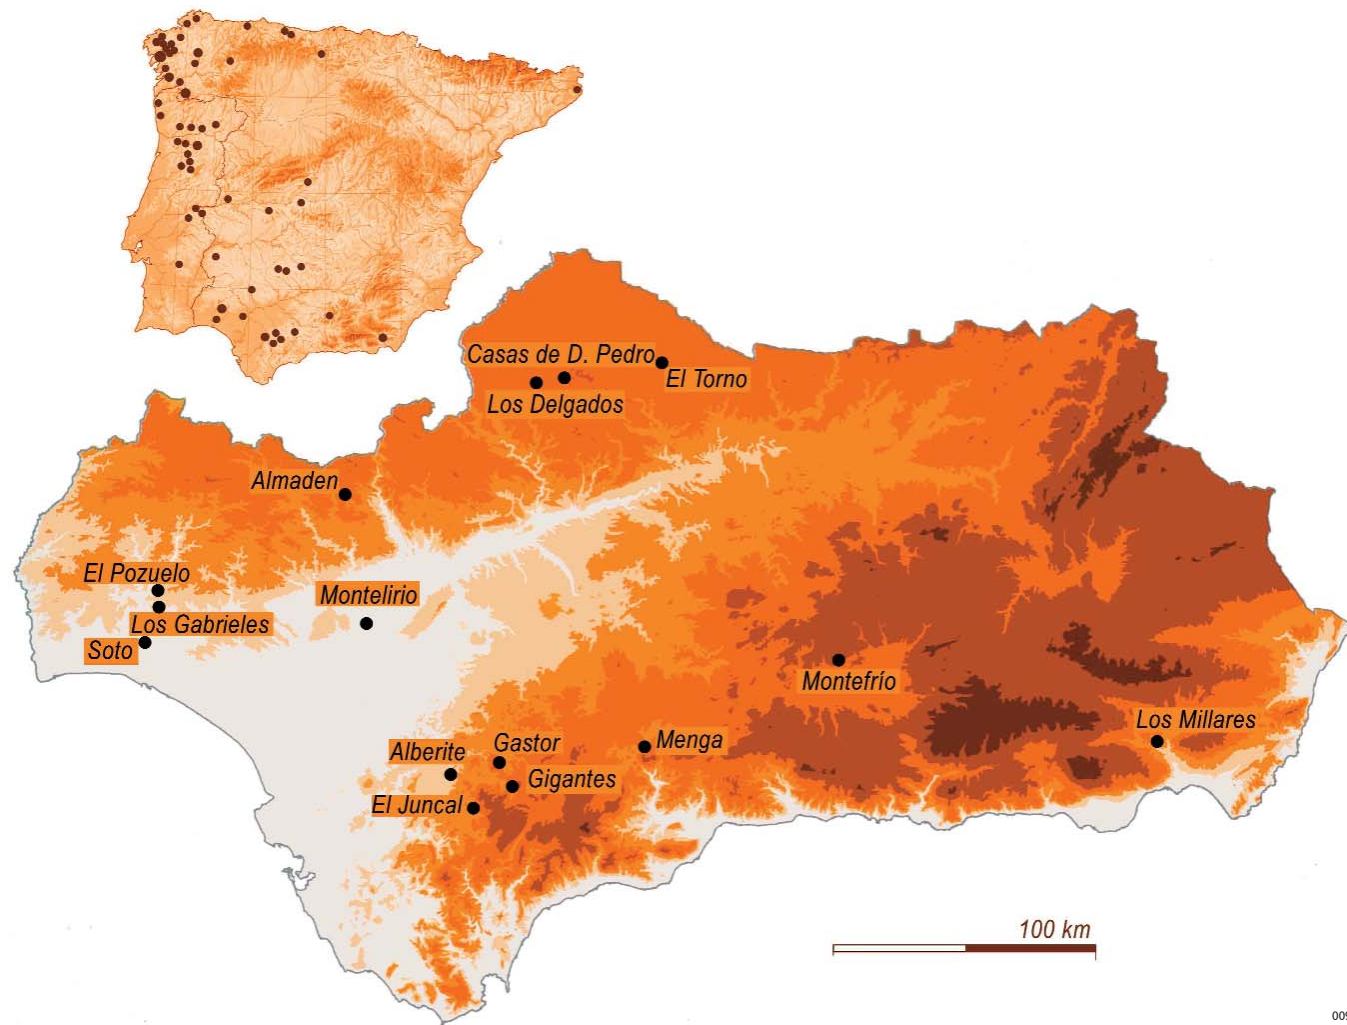 Casas de D. Pedro
El Torno
Los Delgados
Almaden
El Pozuelo
Montelirio
Los Gabrieles
Soto
Montefrío
Los Millares
Gastor
Menga
Alberite
Gigantes
El Juncal
100 km
009